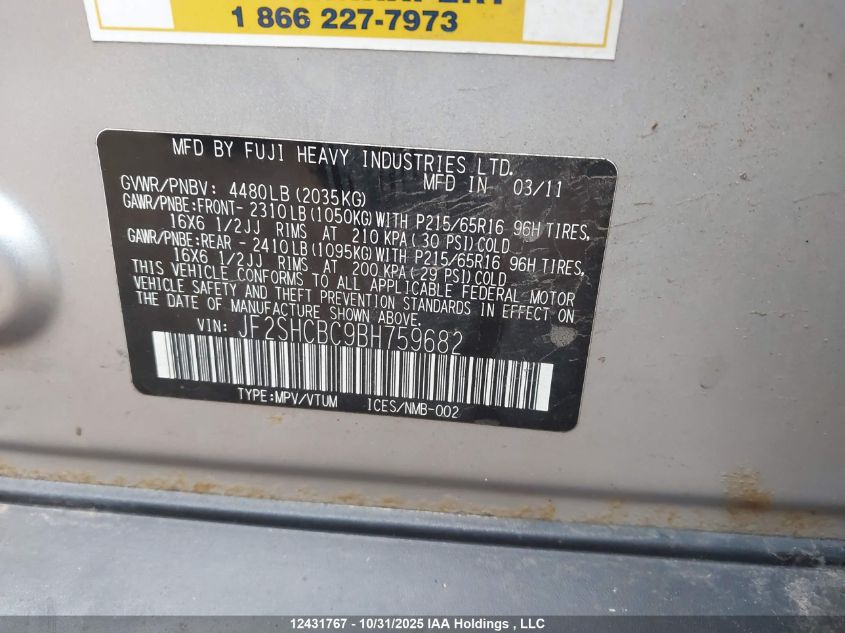 1 866 227-7973
MFD BY FUJI HEAVY INDUSTRIES LTD.
MFD IN 03/11
GVWR/PNBV: 4480LB (2035KG)
GAWR/PNBE:FRONT- 2310LB (1050KG) WITH P215/65R16 96H TIRES,
16X6 1/2JJ RIMS AT 210 KPA (30 PSI) COLD
GAWR/PNBE:REAR - 2410LB (1095KG) WITH P215/65R16 96H TIRES,
16X6 1/2JJ RIMS AT 200 KPA (29 PSI) COLD
THIS VEHICLE CONFORMS TO ALL APPLICABLE FEDERAL MOTOR
VEHICLE SAFETY AND THEFT PREVENTION STANDARDS IN EFFECT ON
THE DATE OF MANUFACTURE SHOWN ABOVE.
VIN: JF2SHCBC9BH759682
TYPE:MPV/VTUM ICES/NMB-002
12431767 - 10/31/2025 IAA Holdings , LLC